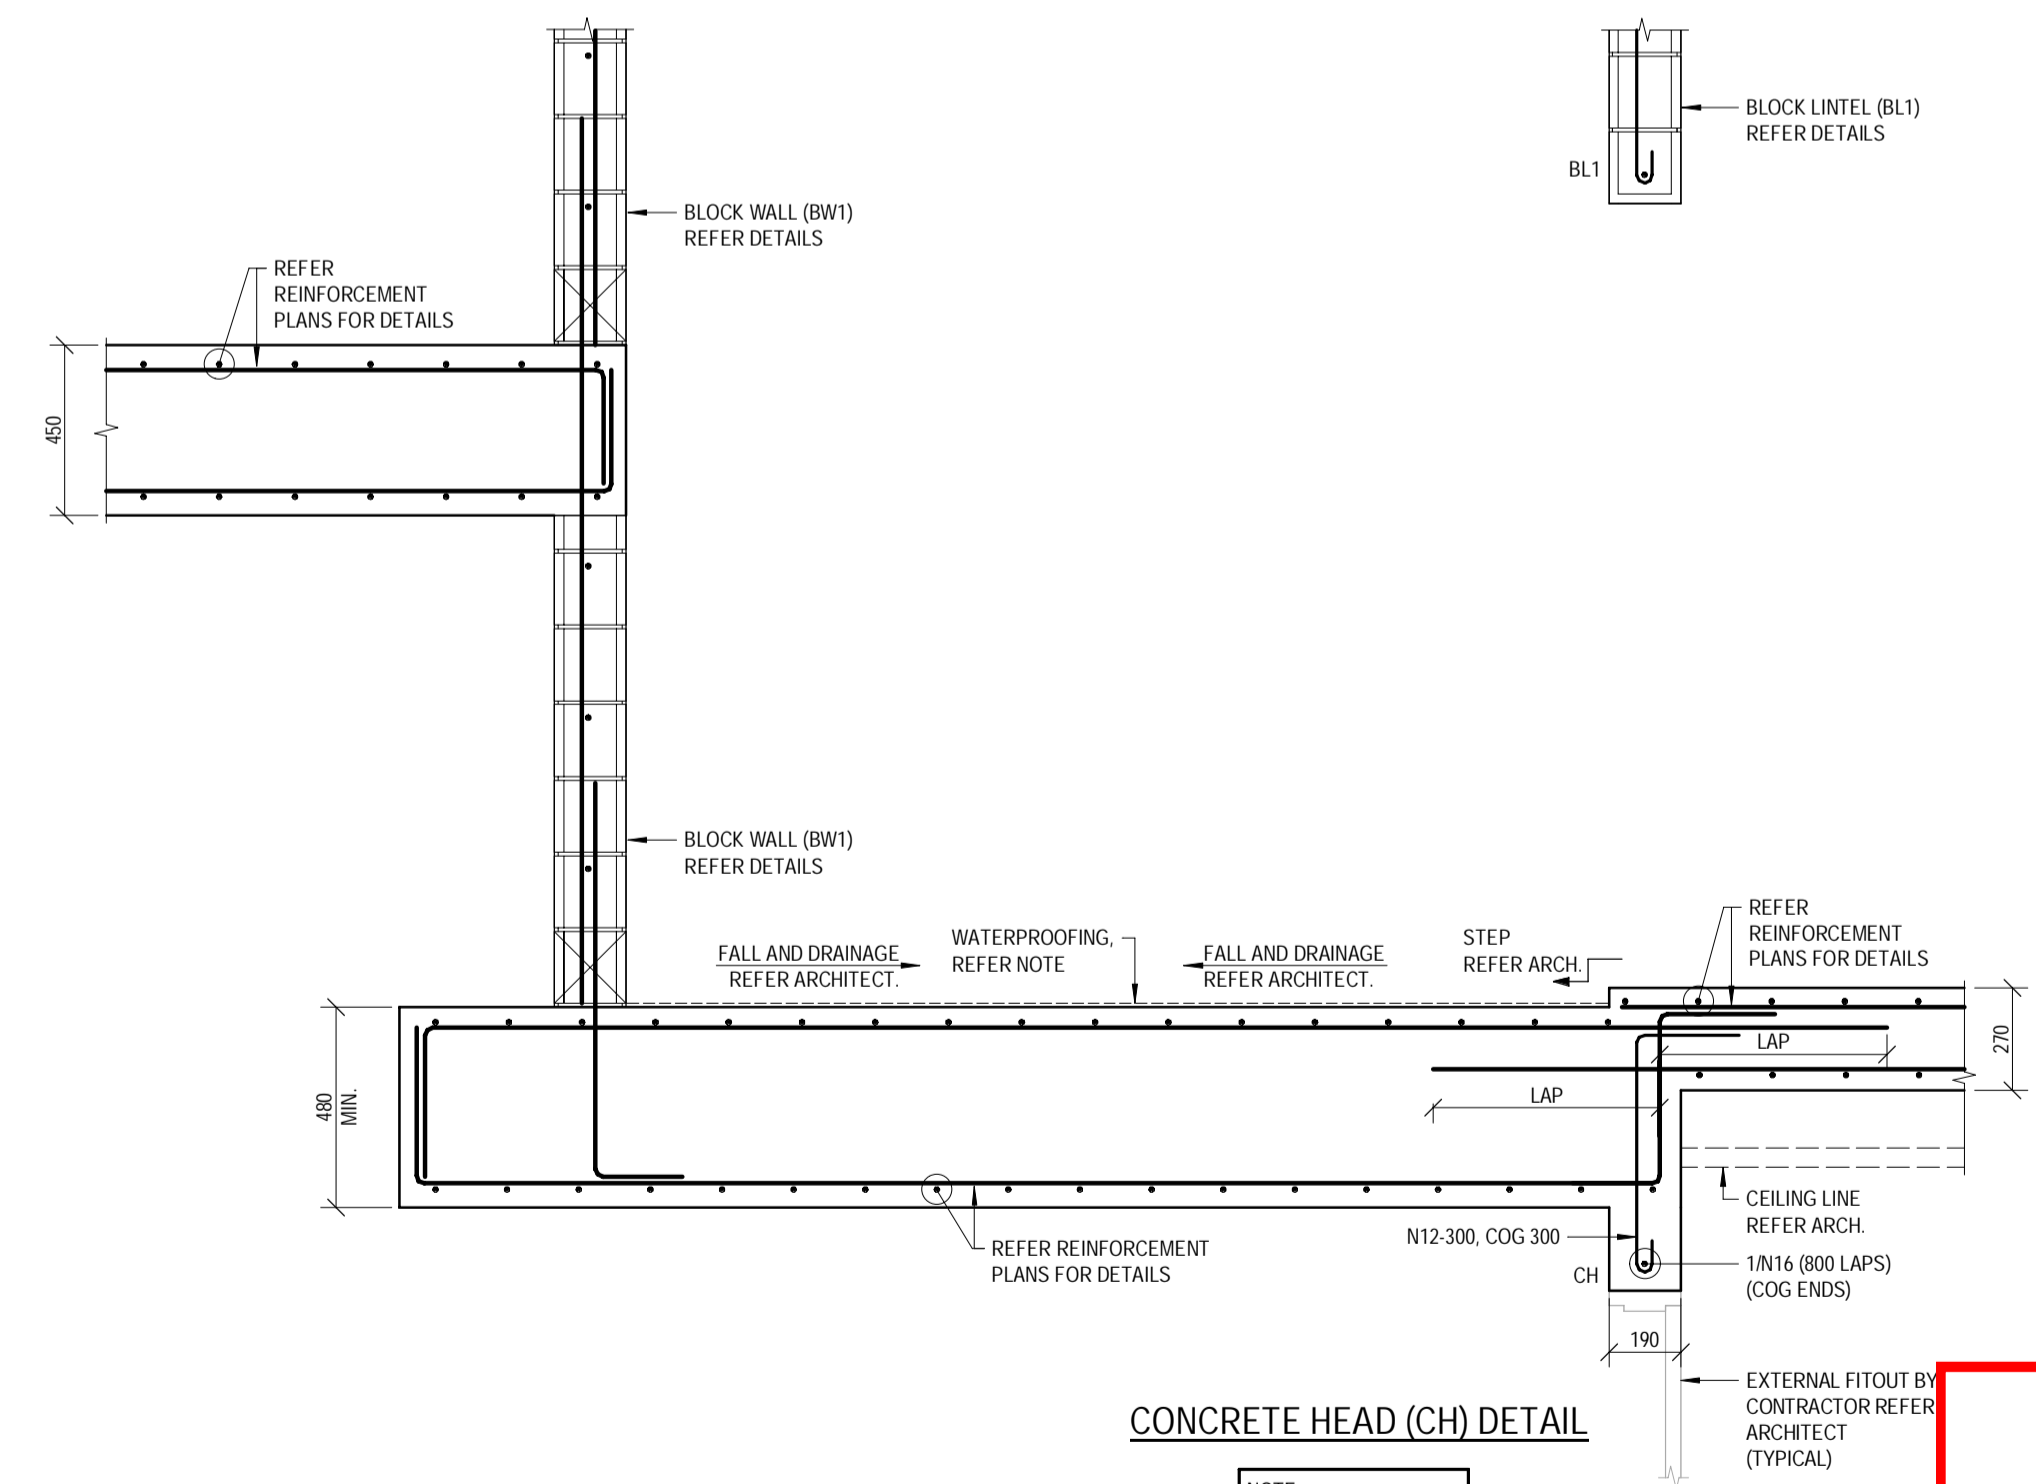 BLOCK LINTEL (BL1)
REFER DETAILS
BL1
BLOCK WALL (BW1)
REFER DETAILS
REFER
REINFORCEMENT
PLANS FOR DETAILS
450
BLOCK WALL (BW1)
REFER DETAILS
FALL AND DRAINAGE
REFER ARCHITECT.
WATERPROOFING,
REFER NOTE
FALL AND DRAINAGE
REFER ARCHITECT.
STEP
REFER ARCH.
REFER
REINFORCEMENT
PLANS FOR DETAILS
270
LAP
LAP
480
MIN.
CEILING LINE
REFER ARCH.
N12-300, COG 300
REFER REINFORCEMENT
PLANS FOR DETAILS
1/N16 (800 LAPS)
(COG ENDS)
CH
190
EXTERNAL FITOUT BY
CONTRACTOR REFER
ARCHITECT
(TYPICAL)
CONCRETE HEAD (CH) DETAIL